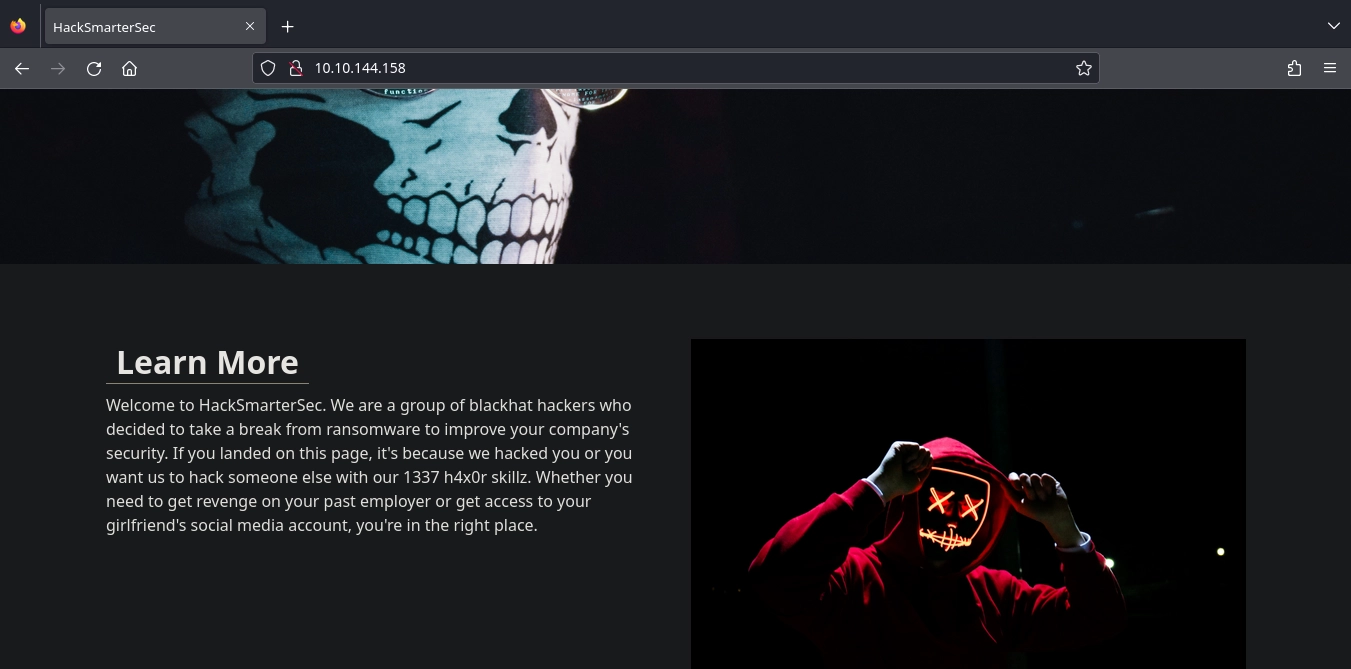 HackSmarterSec
10.10.144.158
functio
Learn More
Welcome to HackSmarterSec. We are a group of blackhat hackers who
decided to take a break from ransomware to improve your company's
security. If you landed on this page, it's because we hacked you or you
want us to hack someone else with our 1337 h4x0r skillz. Whether you
need to get revenge on your past employer or get access to your
girlfriend's social media account, you're in the right place.